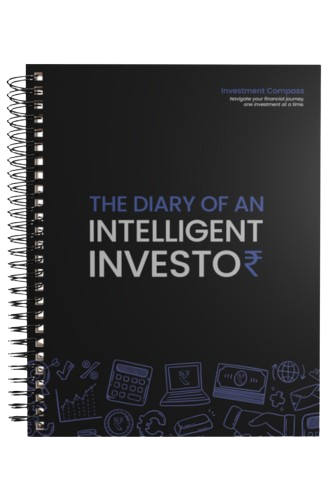 Investment Compass
Navigate your financial journey,
one investment at a time.
THE DIARY OF AN
INTELLIGENT
INVESTO₹